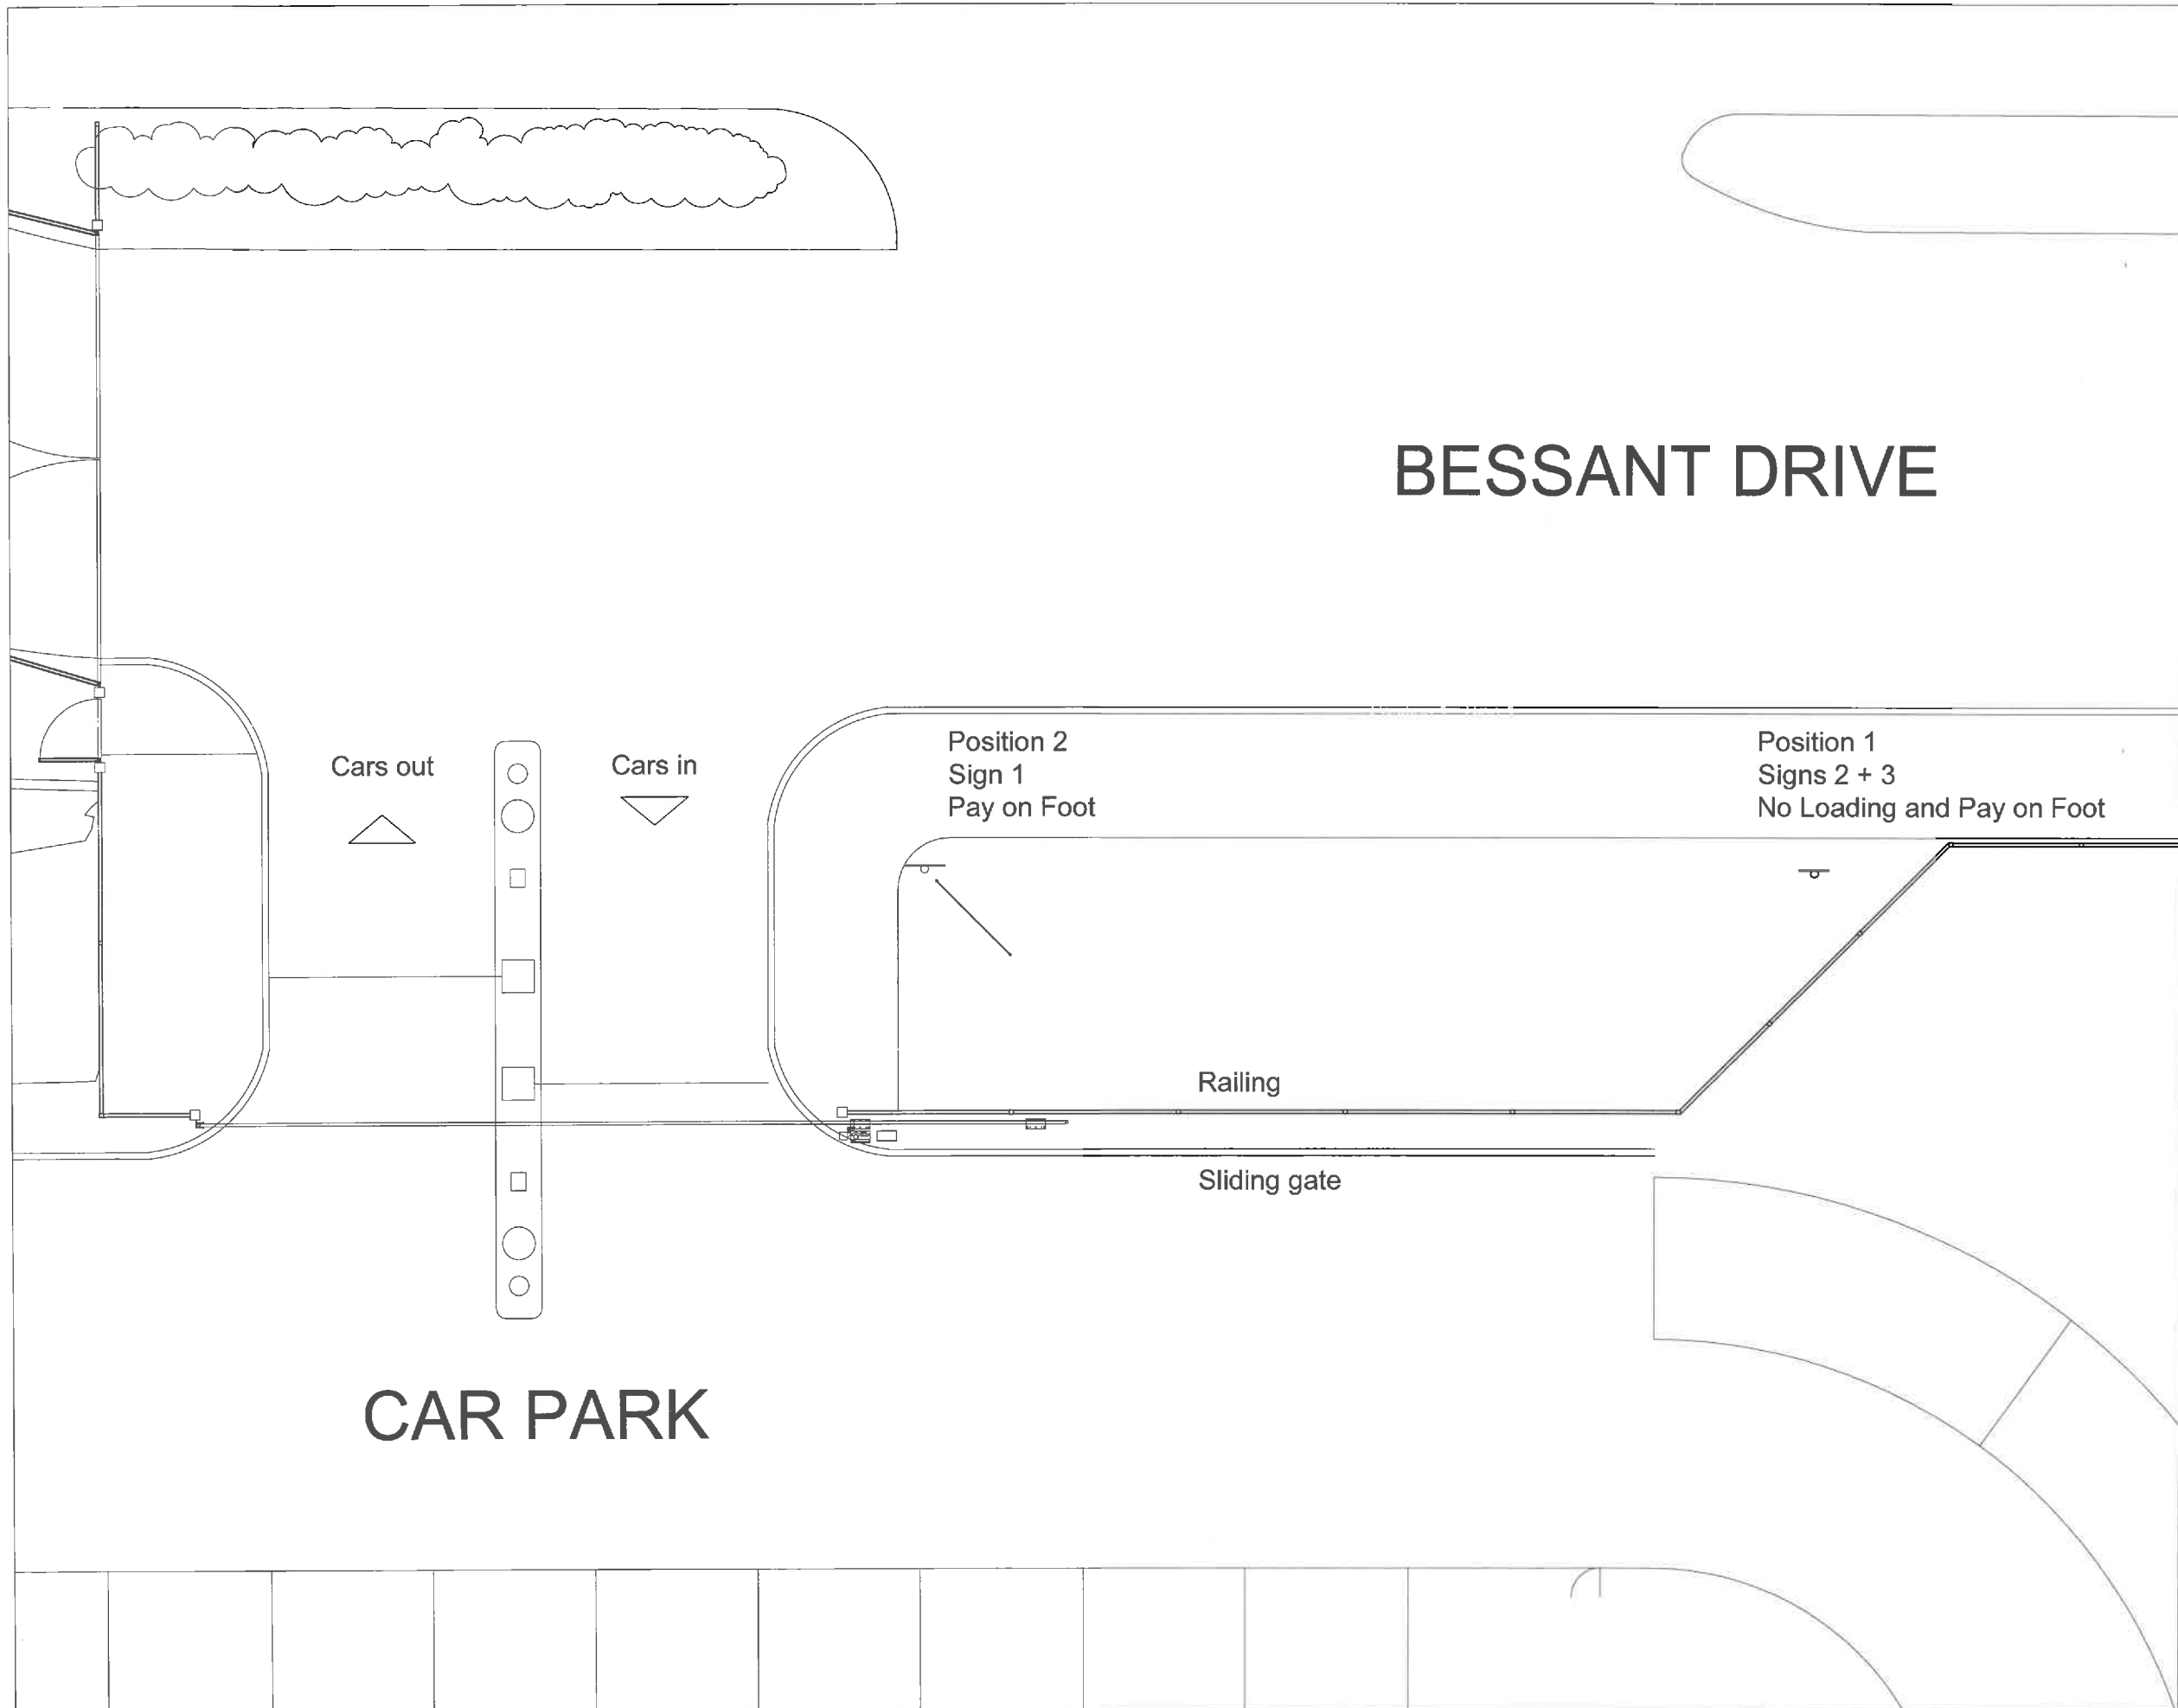 BESSANT DRIVE
Cars out
Cars in
Position 2
Sign 1
Pay on Foot
Position 1
Signs 2 + 3
No Loading and Pay on Foot
Railing
Sliding gate
CAR PARK